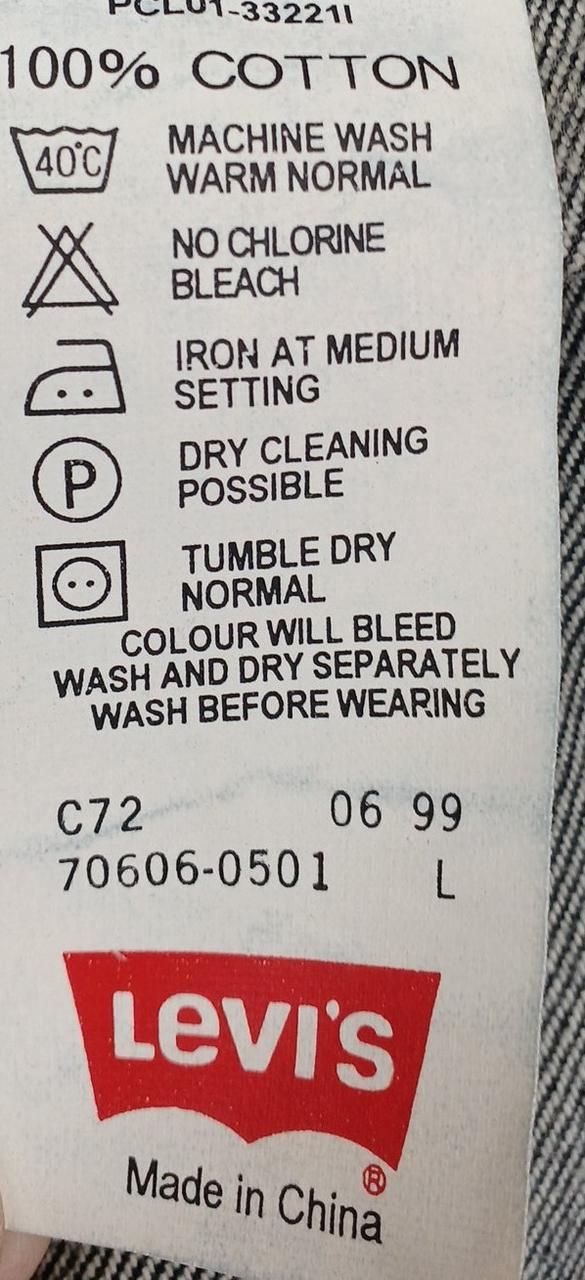 PCL01-33221I
100% COTTON
40°C MACHINE WASH
WARM NORMAL
NO CHLORINE
BLEACH
IRON AT MEDIUM
SETTING
P DRY CLEANING
POSSIBLE
TUMBLE DRY
NORMAL
COLOUR WILL BLEED
WASH AND DRY SEPARATELY
WASH BEFORE WEARING
C72 06 99
70606-0501 L
LEVI'S
®
Made in China